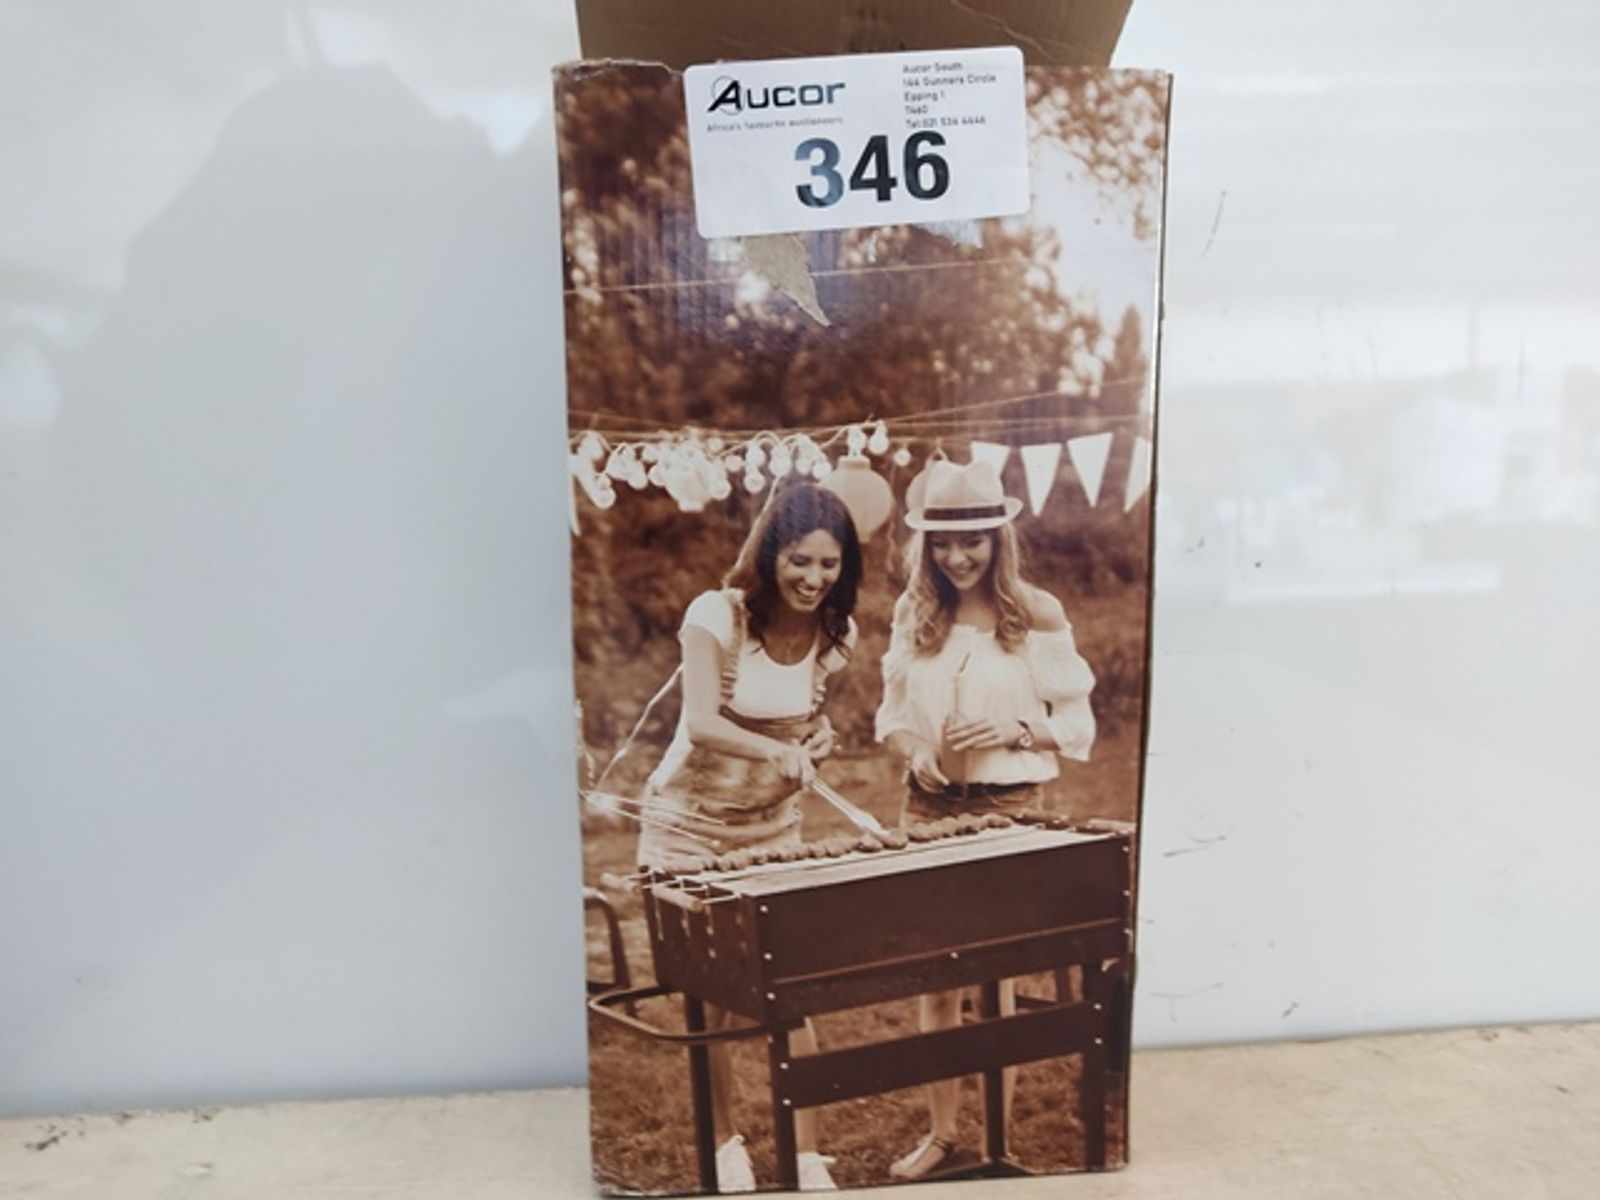 Aucor
Africa's favourite auctioneers
346
Aucor South
144 Gunners Circle
Epping 1
7460
Tel:021 534 4446